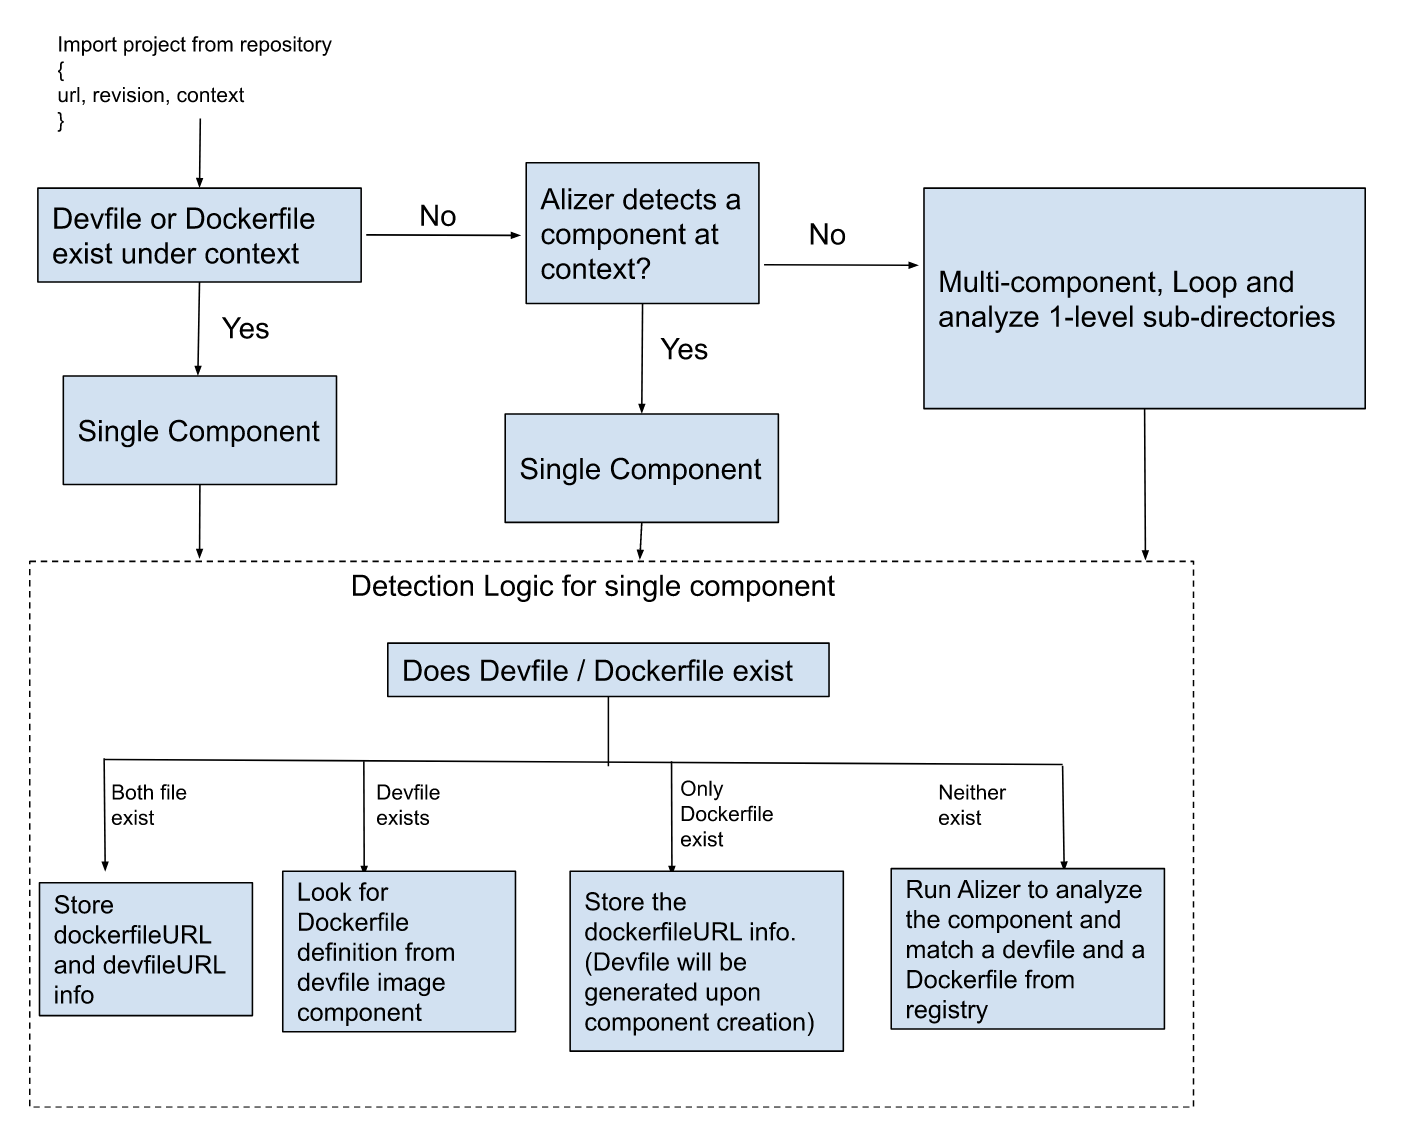 Import project from repository
{
url, revision, context
}
Devfile or Dockerfile
exist under context
No
Alizer detects a
component at
context?
No
Multi-component, Loop and
analyze 1-level sub-directories
Yes
Yes
Single Component
Single Component
Detection Logic for single component
Does Devfile / Dockerfile exist
Both file
exist
Devfile
exists
Only
Dockerfile
exist
Neither
exist
Store
dockerfileURL
and devfileURL
info
Look for
Dockerfile
definition from
devfile image
component
Store the
dockerfileURL info.
(Devfile will be
generated upon
component creation)
Run Alizer to analyze
the component and
match a devfile and a
Dockerfile from
registry